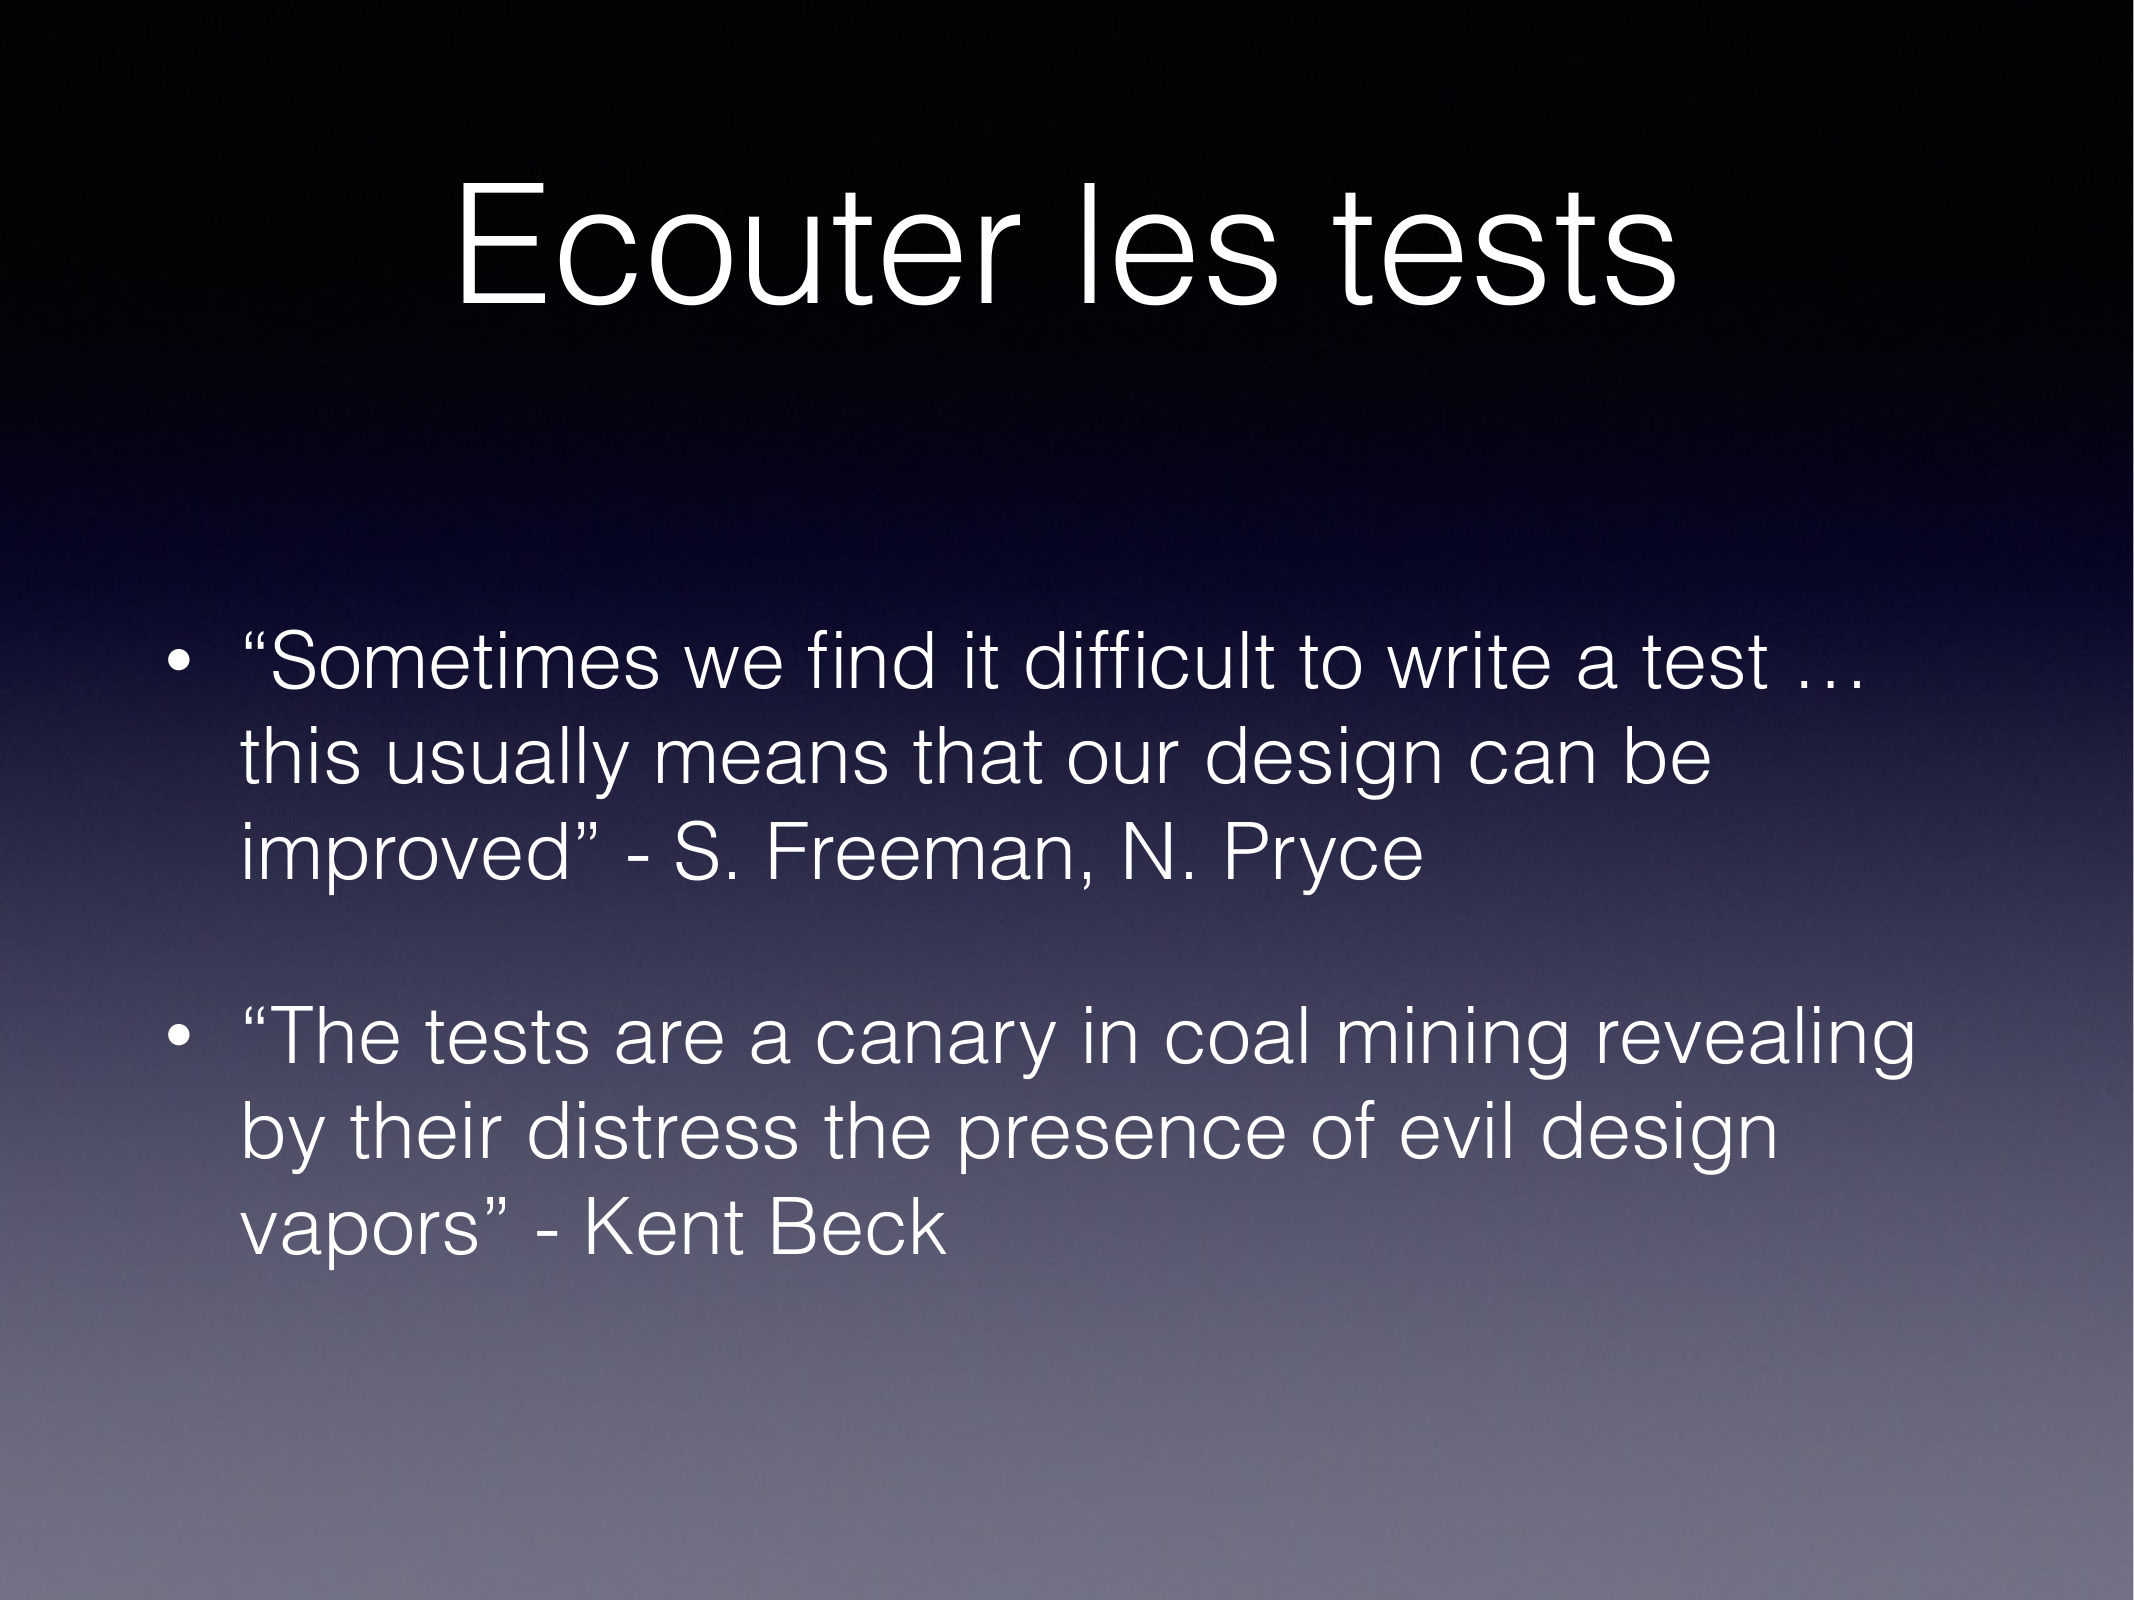 Ecouter les tests
• “Sometimes we find it difficult to write a test …
this usually means that our design can be
improved” - S. Freeman, N. Pryce
• “The tests are a canary in coal mining revealing
by their distress the presence of evil design
vapors” - Kent Beck